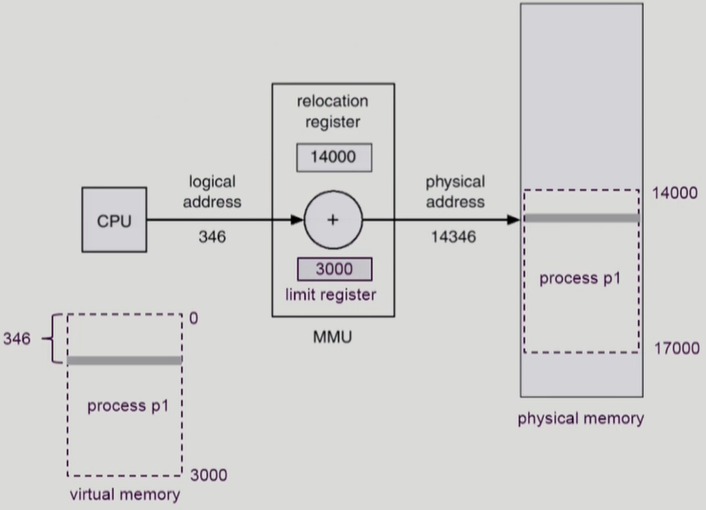 relocation
register
14000
logical
address
346
CPU
+
physical
address
14346
3000
limit register
MMU
14000
process p1
17000
physical memory
0
346
process p1
3000
virtual memory